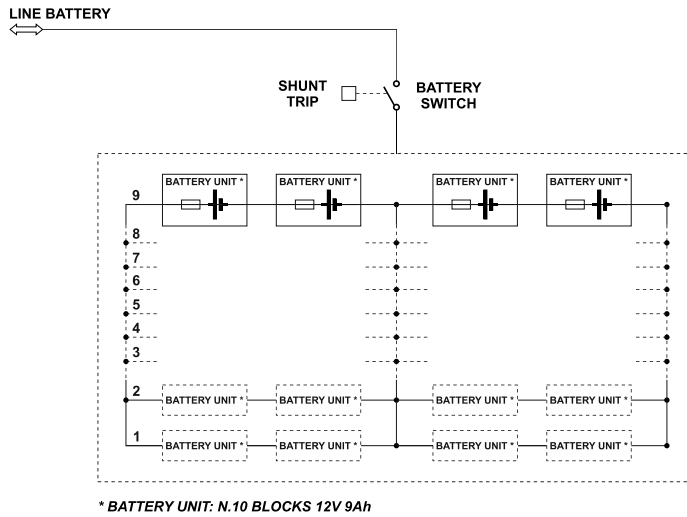 LINE BATTERY
SHUNT
TRIP
BATTERY
SWITCH
BATTERY UNIT * BATTERY UNIT * BATTERY UNIT * BATTERY UNIT *
9
8
7
6
5
4
3
2
BATTERY UNIT * BATTERY UNIT * BATTERY UNIT * BATTERY UNIT *
1
BATTERY UNIT * BATTERY UNIT * BATTERY UNIT * BATTERY UNIT *
* BATTERY UNIT: N.10 BLOCKS 12V 9Ah